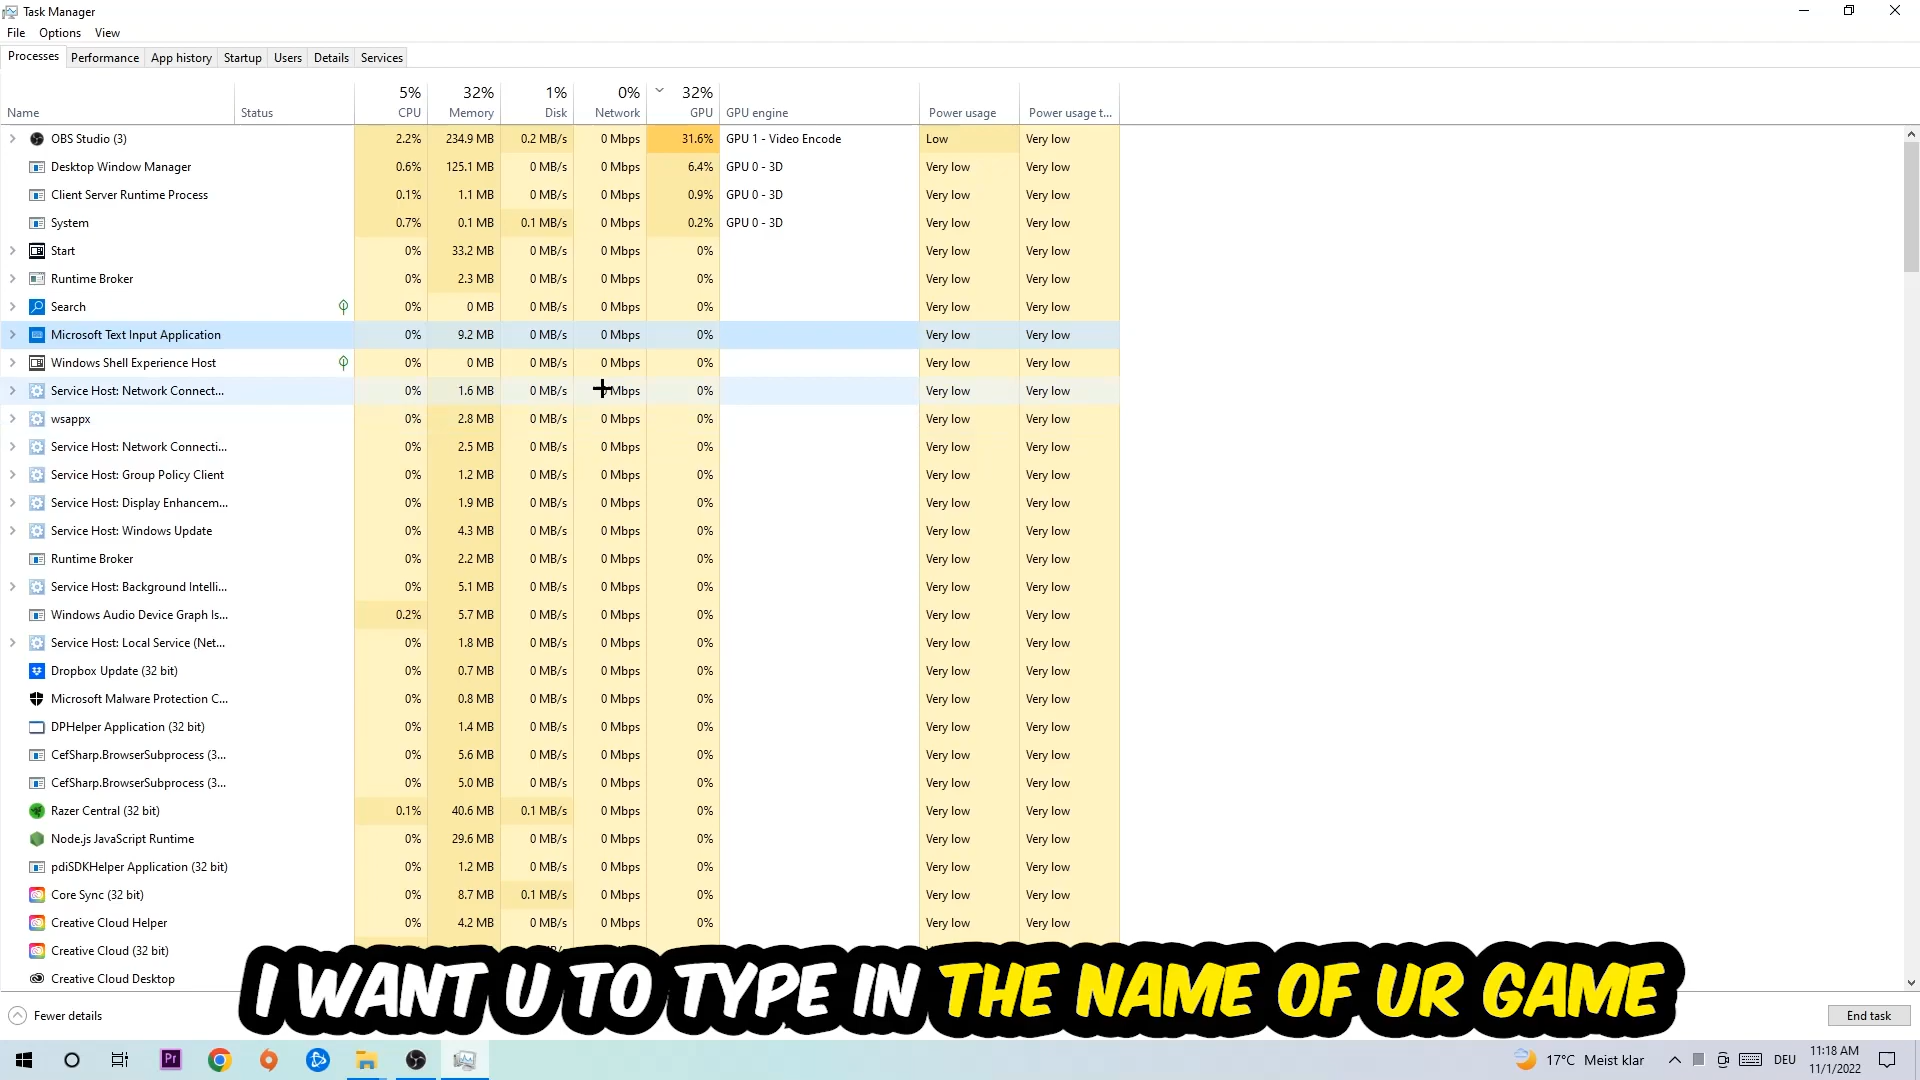 Task Manager
File Options View
Processes Performance App history Startup Users Details Services
5% 32% 1% 0% 32%
Name Status CPU Memory Disk Network GPU GPU engine Power usage Power usage t...
OBS Studio (3) 2.2% 234.9 MB 0.2 MB/s 0 Mbps 31.6% GPU 1 - Video Encode Low Very low
Desktop Window Manager 0.6% 125.1 MB 0 MB/s 0 Mbps 6.4% GPU 0 - 3D Very low Very low
Client Server Runtime Process 0.1% 1.1 MB 0 MB/s 0 Mbps 0.9% GPU 0 - 3D Very low Very low
System 0.7% 0.1 MB 0.1 MB/s 0 Mbps 0.2% GPU 0 - 3D Very low Very low
Start 0% 33.2 MB 0 MB/s 0 Mbps 0% Very low Very low
Runtime Broker 0% 2.3 MB 0 MB/s 0 Mbps 0% Very low Very low
Search 0% 0 MB 0 MB/s 0 Mbps 0% Very low Very low
Microsoft Text Input Application 0% 9.2 MB 0 MB/s 0 Mbps 0% Very low Very low
Windows Shell Experience Host 0% 0 MB 0 MB/s 0 Mbps 0% Very low Very low
Service Host: Network Connect... 0% 1.6 MB 0 MB/s Mbps 0% Very low Very low
wsappx 0% 2.8 MB 0 MB/s 0 Mbps 0% Very low Very low
Service Host: Network Connecti... 0% 2.5 MB 0 MB/s 0 Mbps 0% Very low Very low
Service Host: Group Policy Client 0% 1.2 MB 0 MB/s 0 Mbps 0% Very low Very low
Service Host: Display Enhancem... 0% 1.9 MB 0 MB/s 0 Mbps 0% Very low Very low
Service Host: Windows Update 0% 4.3 MB 0 MB/s 0 Mbps 0% Very low Very low
Runtime Broker 0% 2.2 MB 0 MB/s 0 Mbps 0% Very low Very low
Service Host: Background Intelli... 0% 5.1 MB 0 MB/s 0 Mbps 0% Very low Very low
Windows Audio Device Graph Is... 0.2% 5.7 MB 0 MB/s 0 Mbps 0% Very low Very low
Service Host: Local Service (Net... 0% 1.8 MB 0 MB/s 0 Mbps 0% Very low Very low
Dropbox Update (32 bit) 0% 0.7 MB 0 MB/s 0 Mbps 0% Very low Very low
Microsoft Malware Protection C... 0% 0.8 MB 0 MB/s 0 Mbps 0% Very low Very low
DPHelper Application (32 bit) 0% 1.4 MB 0 MB/s 0 Mbps 0% Very low Very low
CefSharp.BrowserSubprocess (3... 0% 5.6 MB 0 MB/s 0 Mbps 0% Very low Very low
CefSharp.BrowserSubprocess (3... 0% 5.0 MB 0 MB/s 0 Mbps 0% Very low Very low
Razer Central (32 bit) 0.1% 40.6 MB 0.1 MB/s 0 Mbps 0% Very low Very low
Node.js JavaScript Runtime 0% 29.6 MB 0 MB/s 0 Mbps 0% Very low Very low
pdiSDKHelper Application (32 bit) 0% 1.2 MB 0 MB/s 0 Mbps 0% Very low Very low
Core Sync (32 bit) 0% 8.7 MB 0.1 MB/s 0 Mbps 0% Very low Very low
Creative Cloud Helper 0% 4.2 MB 0 MB/s 0 Mbps 0% Very low Very low
Creative Cloud (32 bit)
Creative Cloud Desktop
I WANT U TO TYPE IN THE NAME OF UR GAME
Fewer details End task
Pr 17°C Meist klar DEU 11:18 AM
11/1/2022